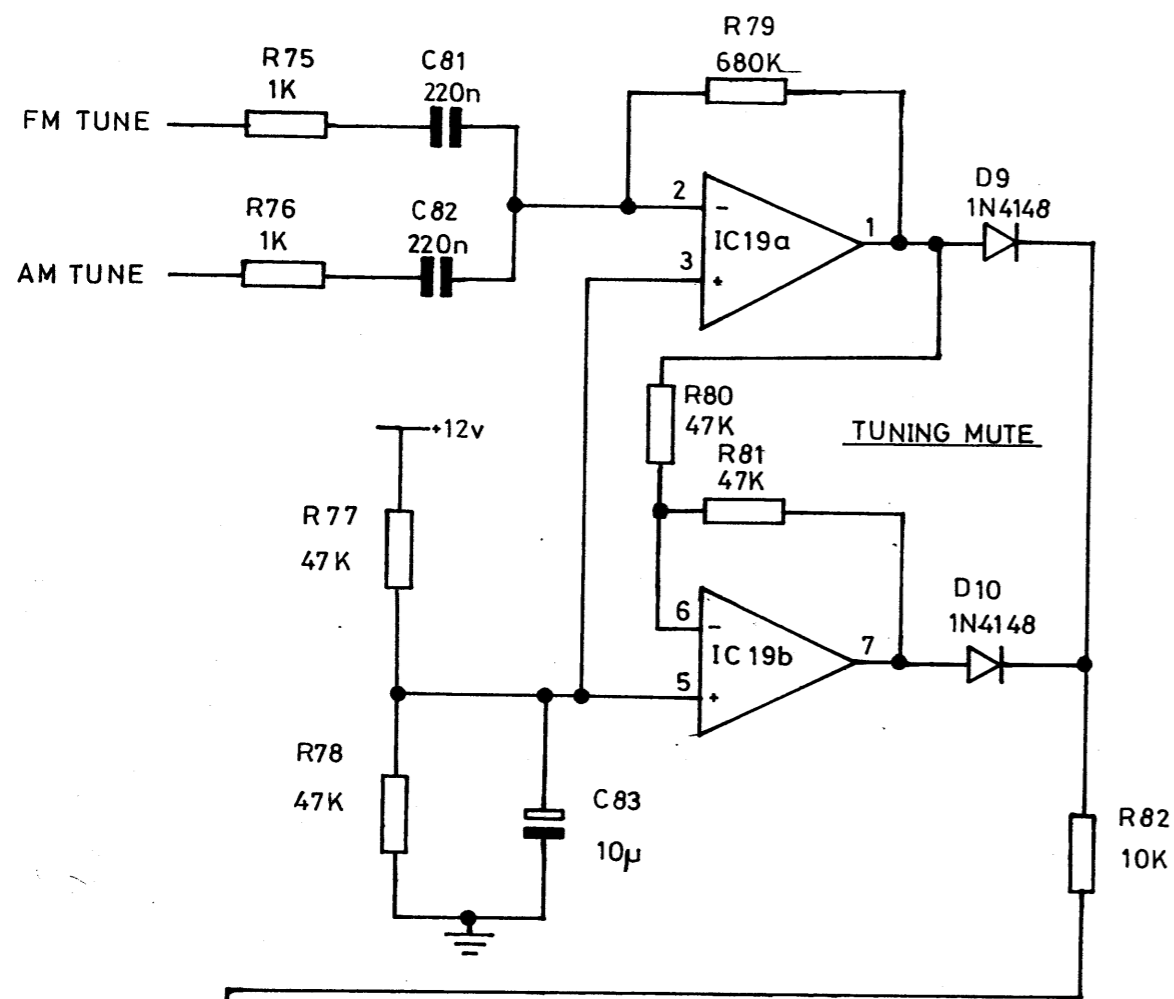 R79
680K
R75
1K
C81
220n
FM TUNE
R76
1K
C82
220n
AM TUNE
2
-
IC19a
3
+
1
D9
1N4148
R80
47K
TUNING MUTE
+12v
R81
47K
R77
47K
6
-
IC19b
5
+
7
D10
1N4148
R78
47K
C83
10µ
R82
10K